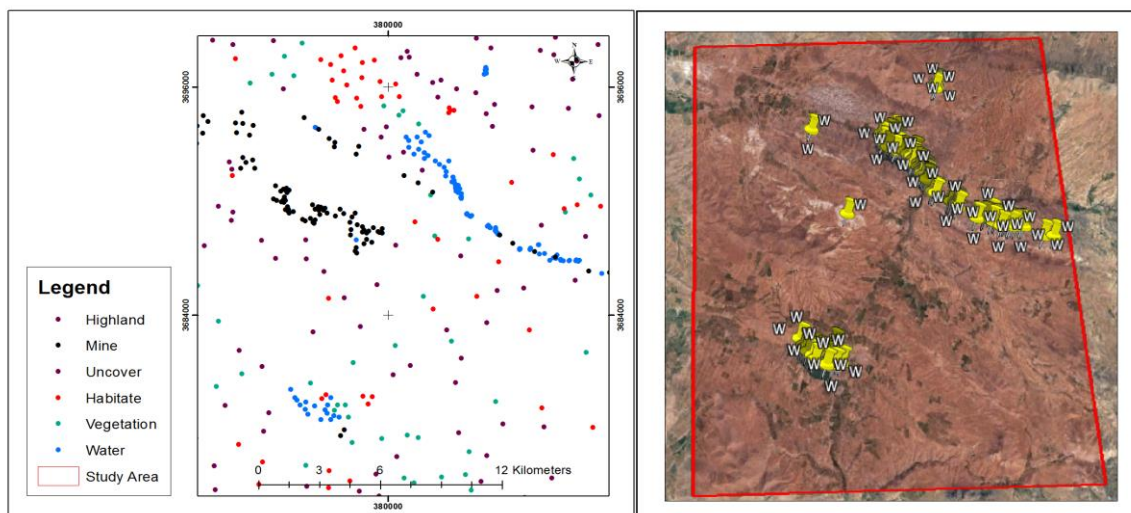 380000
N
W E
S
3696000
3696000
3684000
3684000
Legend
Highland
Mine
Uncover
Habitate
Vegetation
Water
Study Area
0 3 6 12 Kilometers
380000
W W
W W
W
W
W W
W W
W W
W
W W
W W
W W
W W W W
W W W W
W
W W
W W
W W W
W W
W